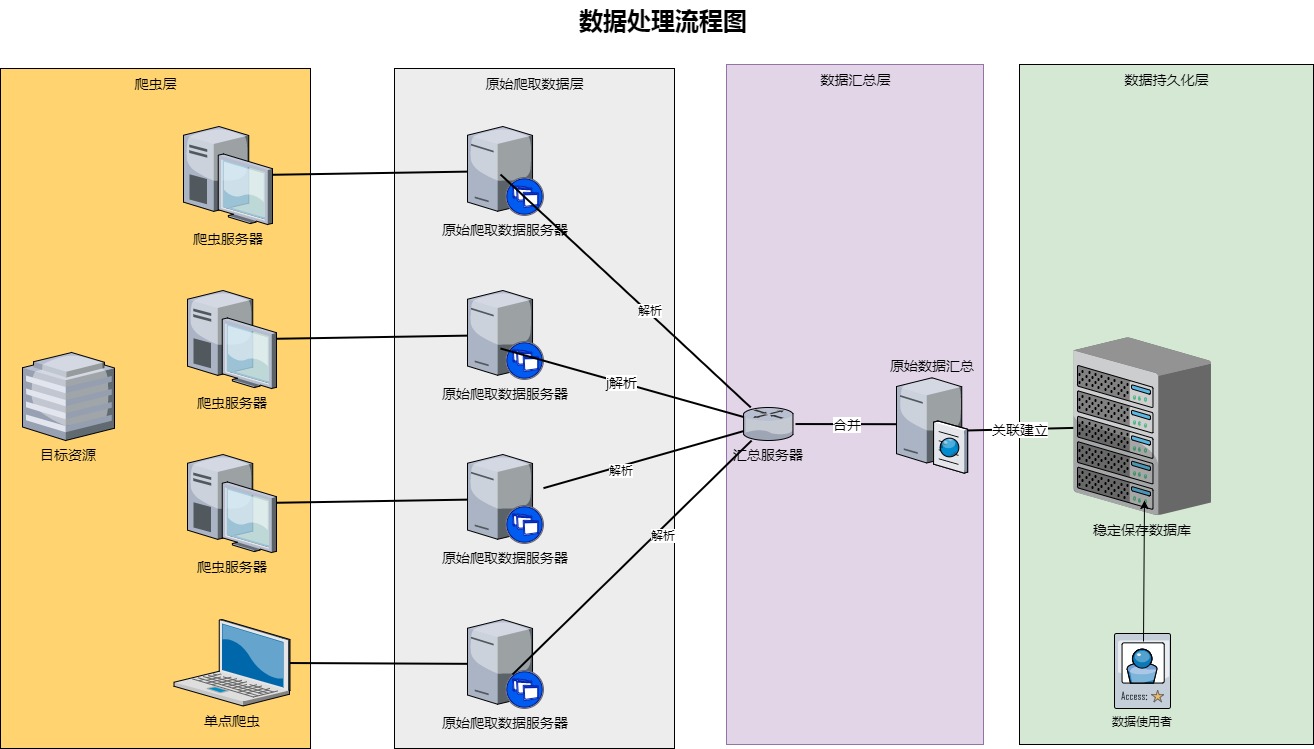 数据处理流程图
爬虫层
原始爬取数据层
数据汇总层
数据持久化层
爬虫服务器
原始爬取数据服务器
解析
爬虫服务器
原始爬取数据服务器
j解析
原始数据汇总
目标资源
汇总服务器
合并
关联建立
解析
爬虫服务器
原始爬取数据服务器
解析
稳定保存数据库
Access:
单点爬虫
原始爬取数据服务器
数据使用者